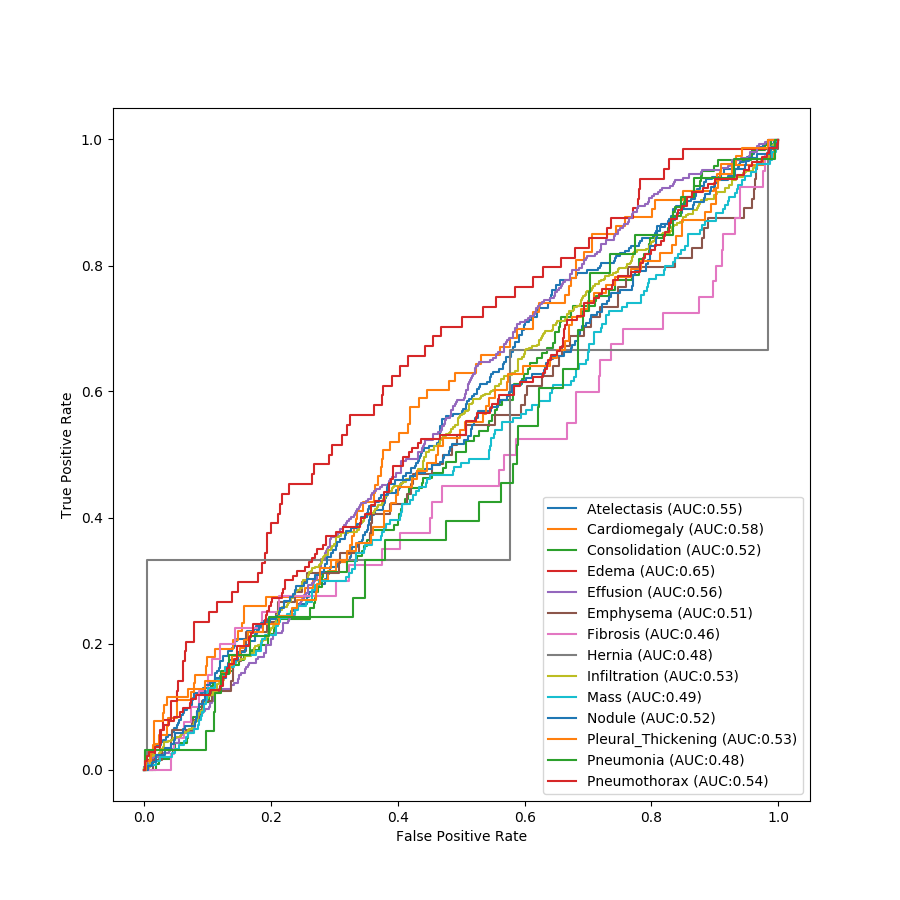 1.0
0.8
0.6
0.4
0.2
0.0
True Positive Rate
Atelectasis (AUC:0.55)
Cardiomegaly (AUC:0.58)
Consolidation (AUC:0.52)
Edema (AUC:0.65)
Effusion (AUC:0.56)
Emphysema (AUC:0.51)
Fibrosis (AUC:0.46)
Hernia (AUC:0.48)
Infiltration (AUC:0.53)
Mass (AUC:0.49)
Nodule (AUC:0.52)
Pleural_Thickening (AUC:0.53)
Pneumonia (AUC:0.48)
Pneumothorax (AUC:0.54)
0.0 0.2 0.4 0.6 0.8 1.0
False Positive Rate